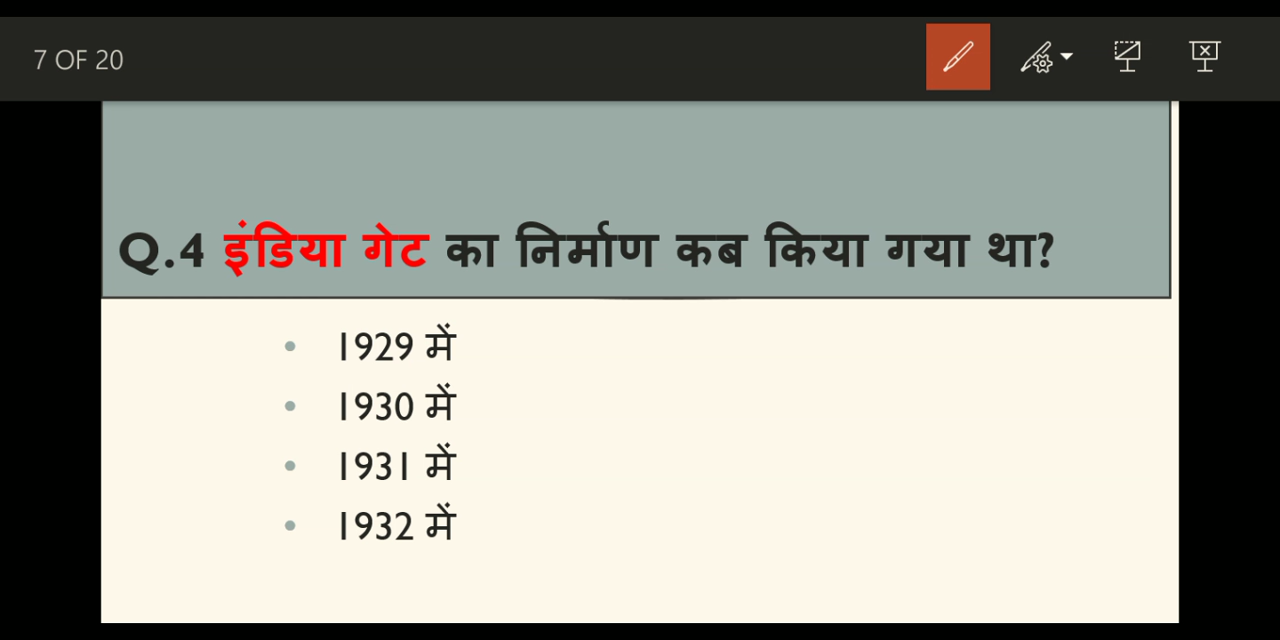 7 OF 20
Q.4 इंडिया गेट का निर्माण कब किया गया था?
• 1929 में
• 1930 में
• 1931 में
• 1932 में